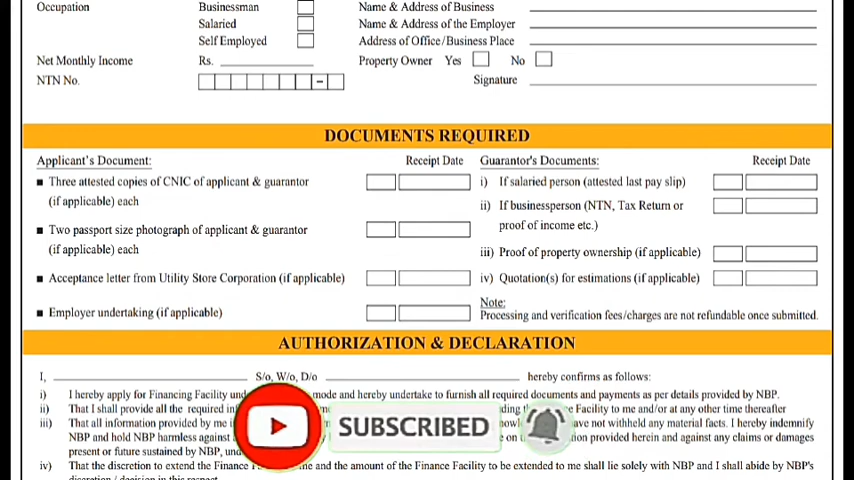 Occupation Businessman Name & Address of Business
Salaried Name & Address of the Employer
Self Employed Address of Office/Business Place
Net Monthly Income Rs. Property Owner Yes No
NTN No. Signature
DOCUMENTS REQUIRED
Applicant's Document: Receipt Date
Three attested copies of CNIC of applicant & guarantor
(if applicable) each
Two passport size photograph of applicant & guarantor
(if applicable) each
Acceptance letter from Utility Store Corporation (if applicable)
Employer undertaking (if applicable)
Guarantor's Documents: Receipt Date
i) If salaried person (attested last pay slip)
ii) If businessperson (NTN, Tax Return or
proof of income etc.)
iii) Proof of property ownership (if applicable)
iv) Quotation(s) for estimations (if applicable)
Note:
Processing and verification fees/charges are not refundable once submitted.
AUTHORIZATION & DECLARATION
I, S/o, W/o, D/o hereby confirms as follows:
i) I hereby apply for Financing Facility mode and hereby undertake to furnish all required documents and payments as per details provided by NBP.
ii) That I shall provide all the required Facility to me and/or at any other time thereafter
iii) That all information provided by me have not withheld any material facts. I hereby indemnify
NBP and hold NBP harmless against provided herein and against any claims or damages
present or future sustained by NBP,
iv) That the discretion to extend the Finance and the amount of the Finance Facility to be extended to me shall lie solely with NBP and I shall abide by NBP's
discretion / decision in this respect
SUBSCRIBED